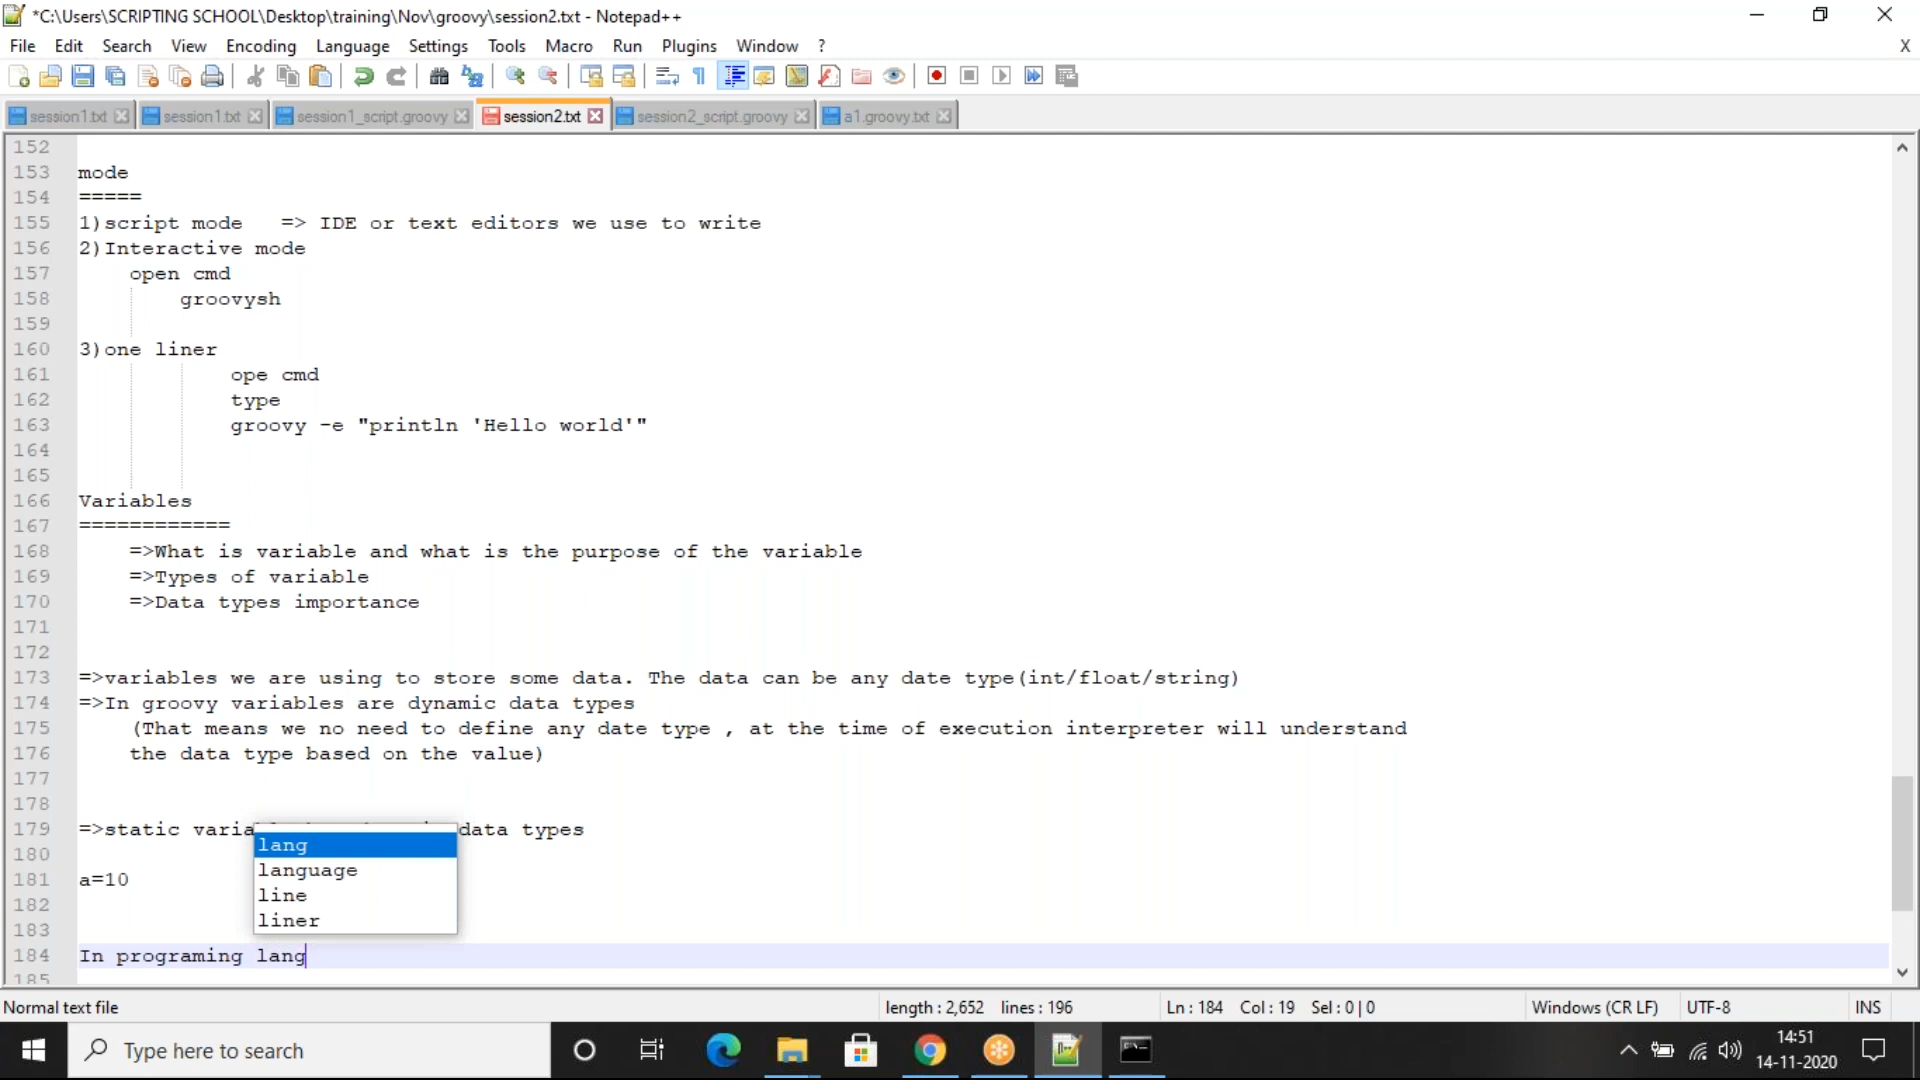 *C:\Users\SCRIPTING SCHOOL\Desktop\training\Nov\groovy\session2.txt - Notepad++
File Edit Search View Encoding Language Settings Tools Macro Run Plugins Window ? X
session1.txt session1.txt session1_script.groovy session2.txt session2_script.groovy a1.groovy.txt
152
153 mode
154 =====
155 1)script mode => IDE or text editors we use to write
156 2)Interactive mode
157 open cmd
158 groovysh
159
160 3)one liner
161 ope cmd
162 type
163 groovy -e "println 'Hello world'"
164
165
166 Variables
167 ============
168 =>What is variable and what is the purpose of the variable
169 =>Types of variable
170 =>Data types importance
171
172
173 =>variables we are using to store some data. The data can be any date type(int/float/string)
174 =>In groovy variables are dynamic data types
175 (That means we no need to define any date type , at the time of execution interpreter will understand
176 the data type based on the value)
177
178
179 =>static varia data types
lang
180
language
181 a=10
line
182
liner
183
184 In programing lang
185
Normal text file length : 2,652 lines : 196 Ln : 184 Col : 19 Sel : 0 | 0 Windows (CR LF) UTF-8 INS
Type here to search
14:51
14-11-2020